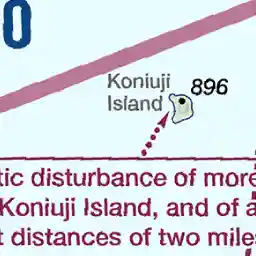 0
Koniuji
Island
896
tic disturbance of more
Koniuji Island, and of a
t distances of two miles